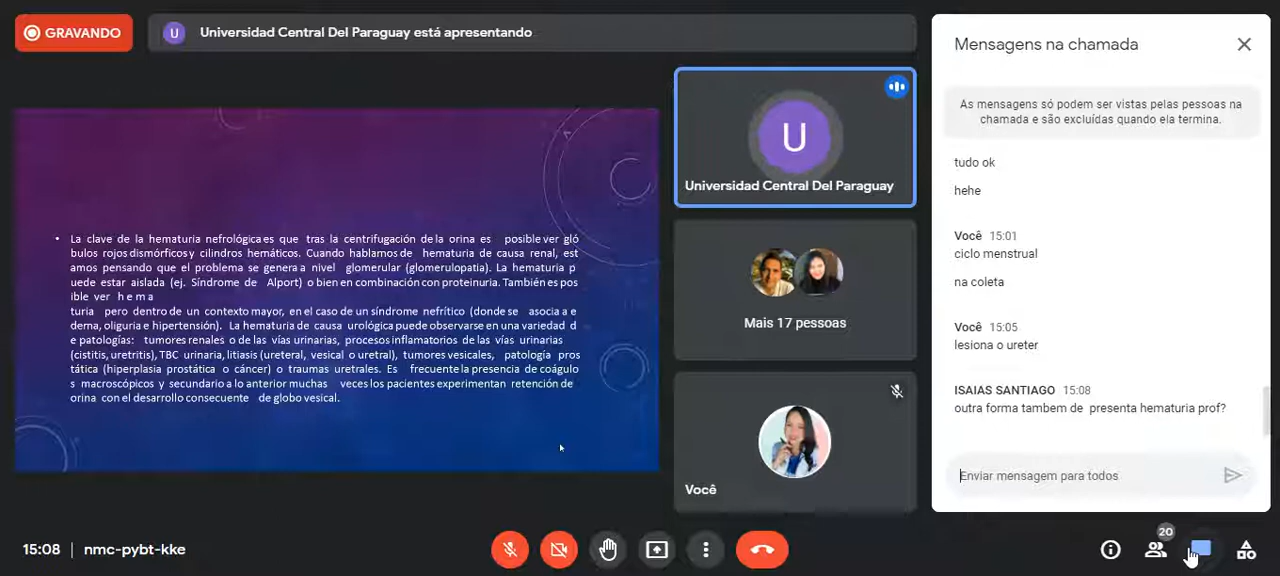 GRAVANDO
U
Universidad Central Del Paraguay está apresentando
• La clave de la hematuria nefrológica es que tras la centrifugación de la orina es posible ver gló
bulos rojos dismórficos y cilindros hemáticos. Cuando hablamos de hematuria de causa renal, est
amos pensando que el problema se genera a nivel glomerular (glomerulopatia). La hematuria p
uede estar aislada (ej. Síndrome de Alport) o bien en combinación con proteinuria. También es pos
ible ver h e m a
turia pero dentro de un contexto mayor, en el caso de un síndrome nefrítico (donde se asocia a e
dema, oliguria e hipertensión). La hematuria de causa urológica puede observarse en una variedad d
e patologías: tumores renales o de las vías urinarias, procesos inflamatorios de las vías urinarias
(cistitis, uretritis), TBC urinaria, litiasis (ureteral, vesical o uretral), tumores vesicales, patología pros
tática (hiperplasia prostática o cáncer) o traumas uretrales. Es frecuente la presencia de coágulo
s macroscópicos y secundario a lo anterior muchas veces los pacientes experimentan retención de
orina con el desarrollo consecuente de globo vesical.
U
Universidad Central Del Paraguay
Mais 17 pessoas
Você
Mensagens na chamada
As mensagens só podem ser vistas pelas pessoas na
chamada e são excluídas quando ela termina.
tudo ok
hehe
Você 15:01
ciclo menstrual
na coleta
Você 15:05
lesiona o ureter
ISAIAS SANTIAGO 15:08
outra forma tambem de presenta hematuria prof?
Enviar mensagem para todos
15:08 | nmc-pybt-kke
20